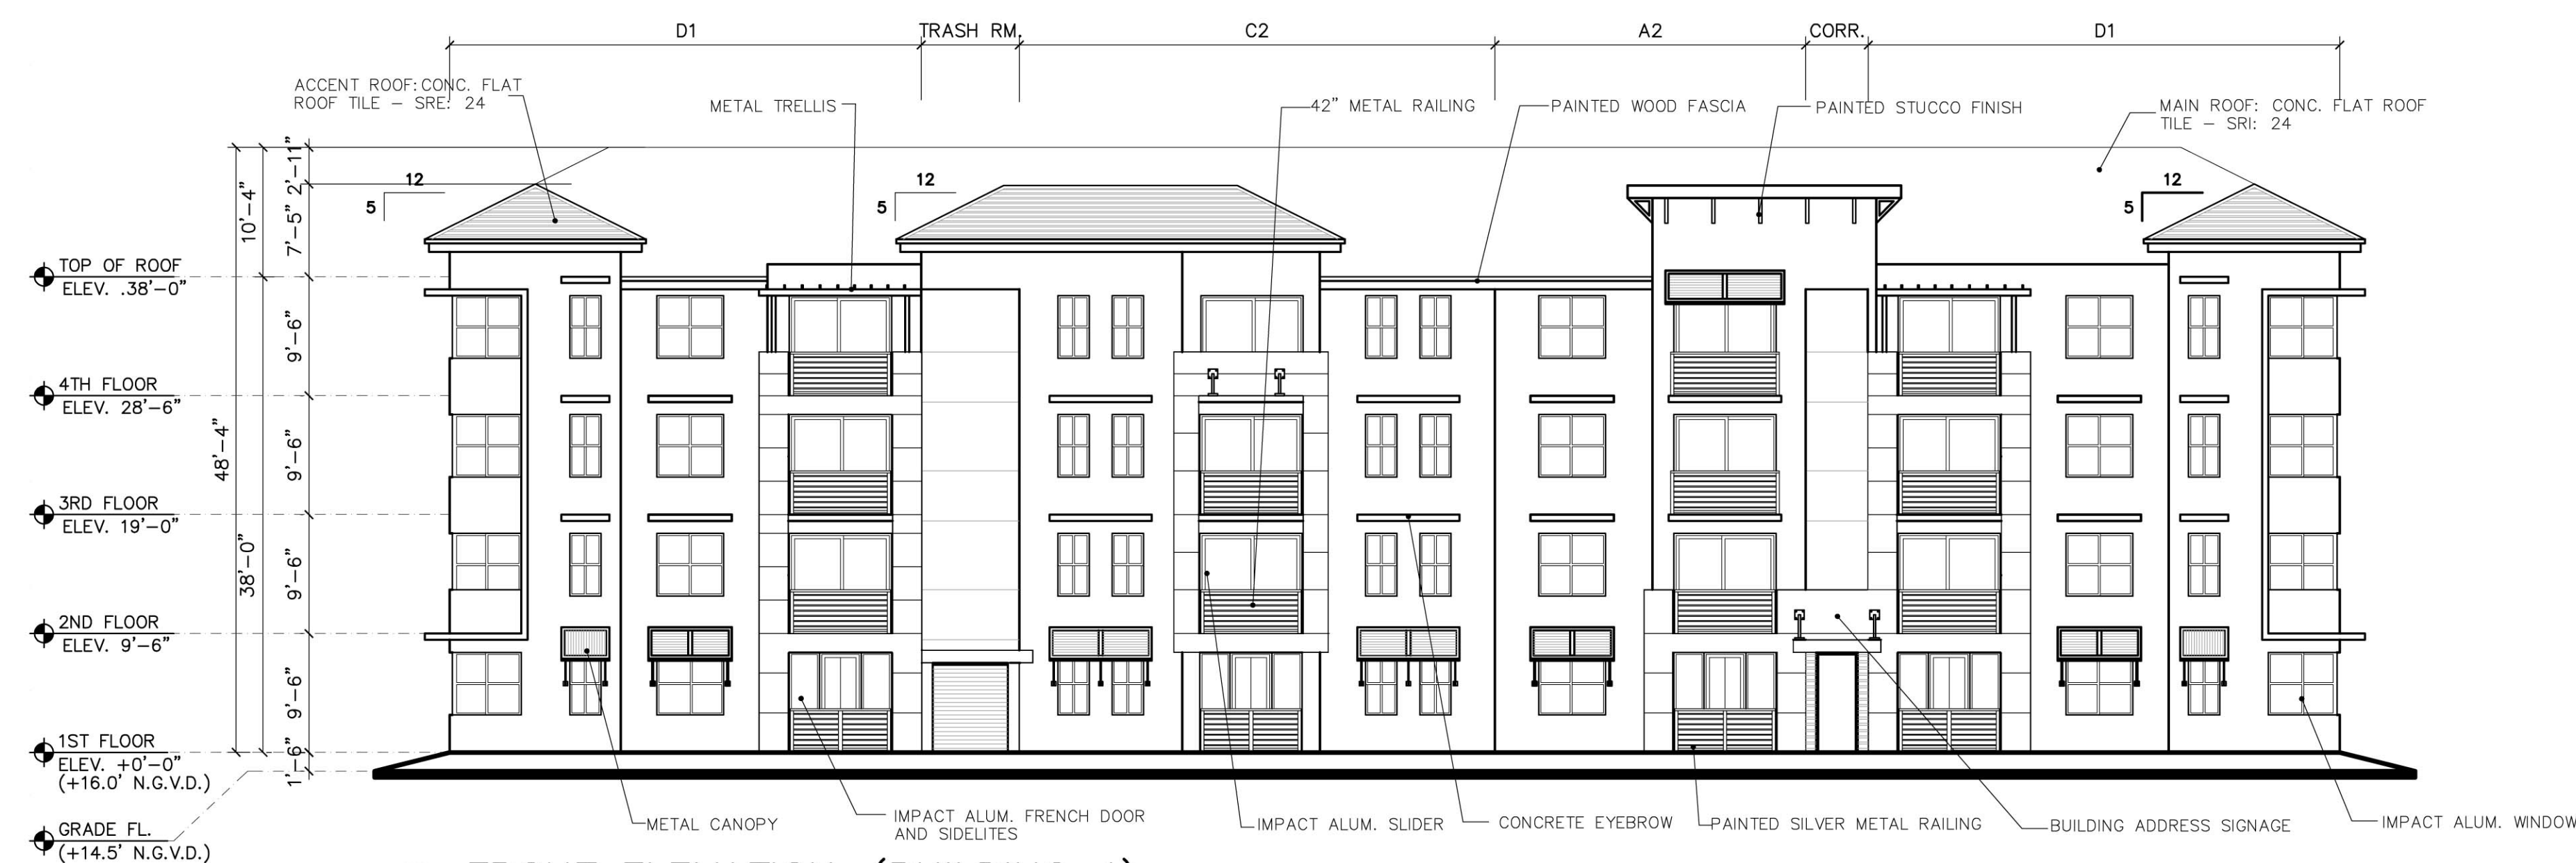 D1 TRASH RM. C2 A2 CORR. D1
ACCENT ROOF: CONC. FLAT
ROOF TILE – SRE: 24
METAL TRELLIS
42" METAL RAILING
PAINTED WOOD FASCIA
PAINTED STUCCO FINISH
MAIN ROOF: CONC. FLAT ROOF
TILE – SRI: 24
12
5
12
5
12
5
2'–11"
10'–4"
7'–5"
TOP OF ROOF
ELEV. .38'–0"
9'–6"
4TH FLOOR
ELEV. 28'–6"
48'–4"
9'–6"
3RD FLOOR
ELEV. 19'–0"
38'–0"
9'–6"
2ND FLOOR
ELEV. 9'–6"
9'–6"
1ST FLOOR
ELEV. +0'–0"
(+16.0' N.G.V.D.)
1'–6"
GRADE FL.
(+14.5' N.G.V.D.)
METAL CANOPY
IMPACT ALUM. FRENCH DOOR
AND SIDELITES
IMPACT ALUM. SLIDER
CONCRETE EYEBROW
PAINTED SILVER METAL RAILING
BUILDING ADDRESS SIGNAGE
IMPACT ALUM. WINDOW